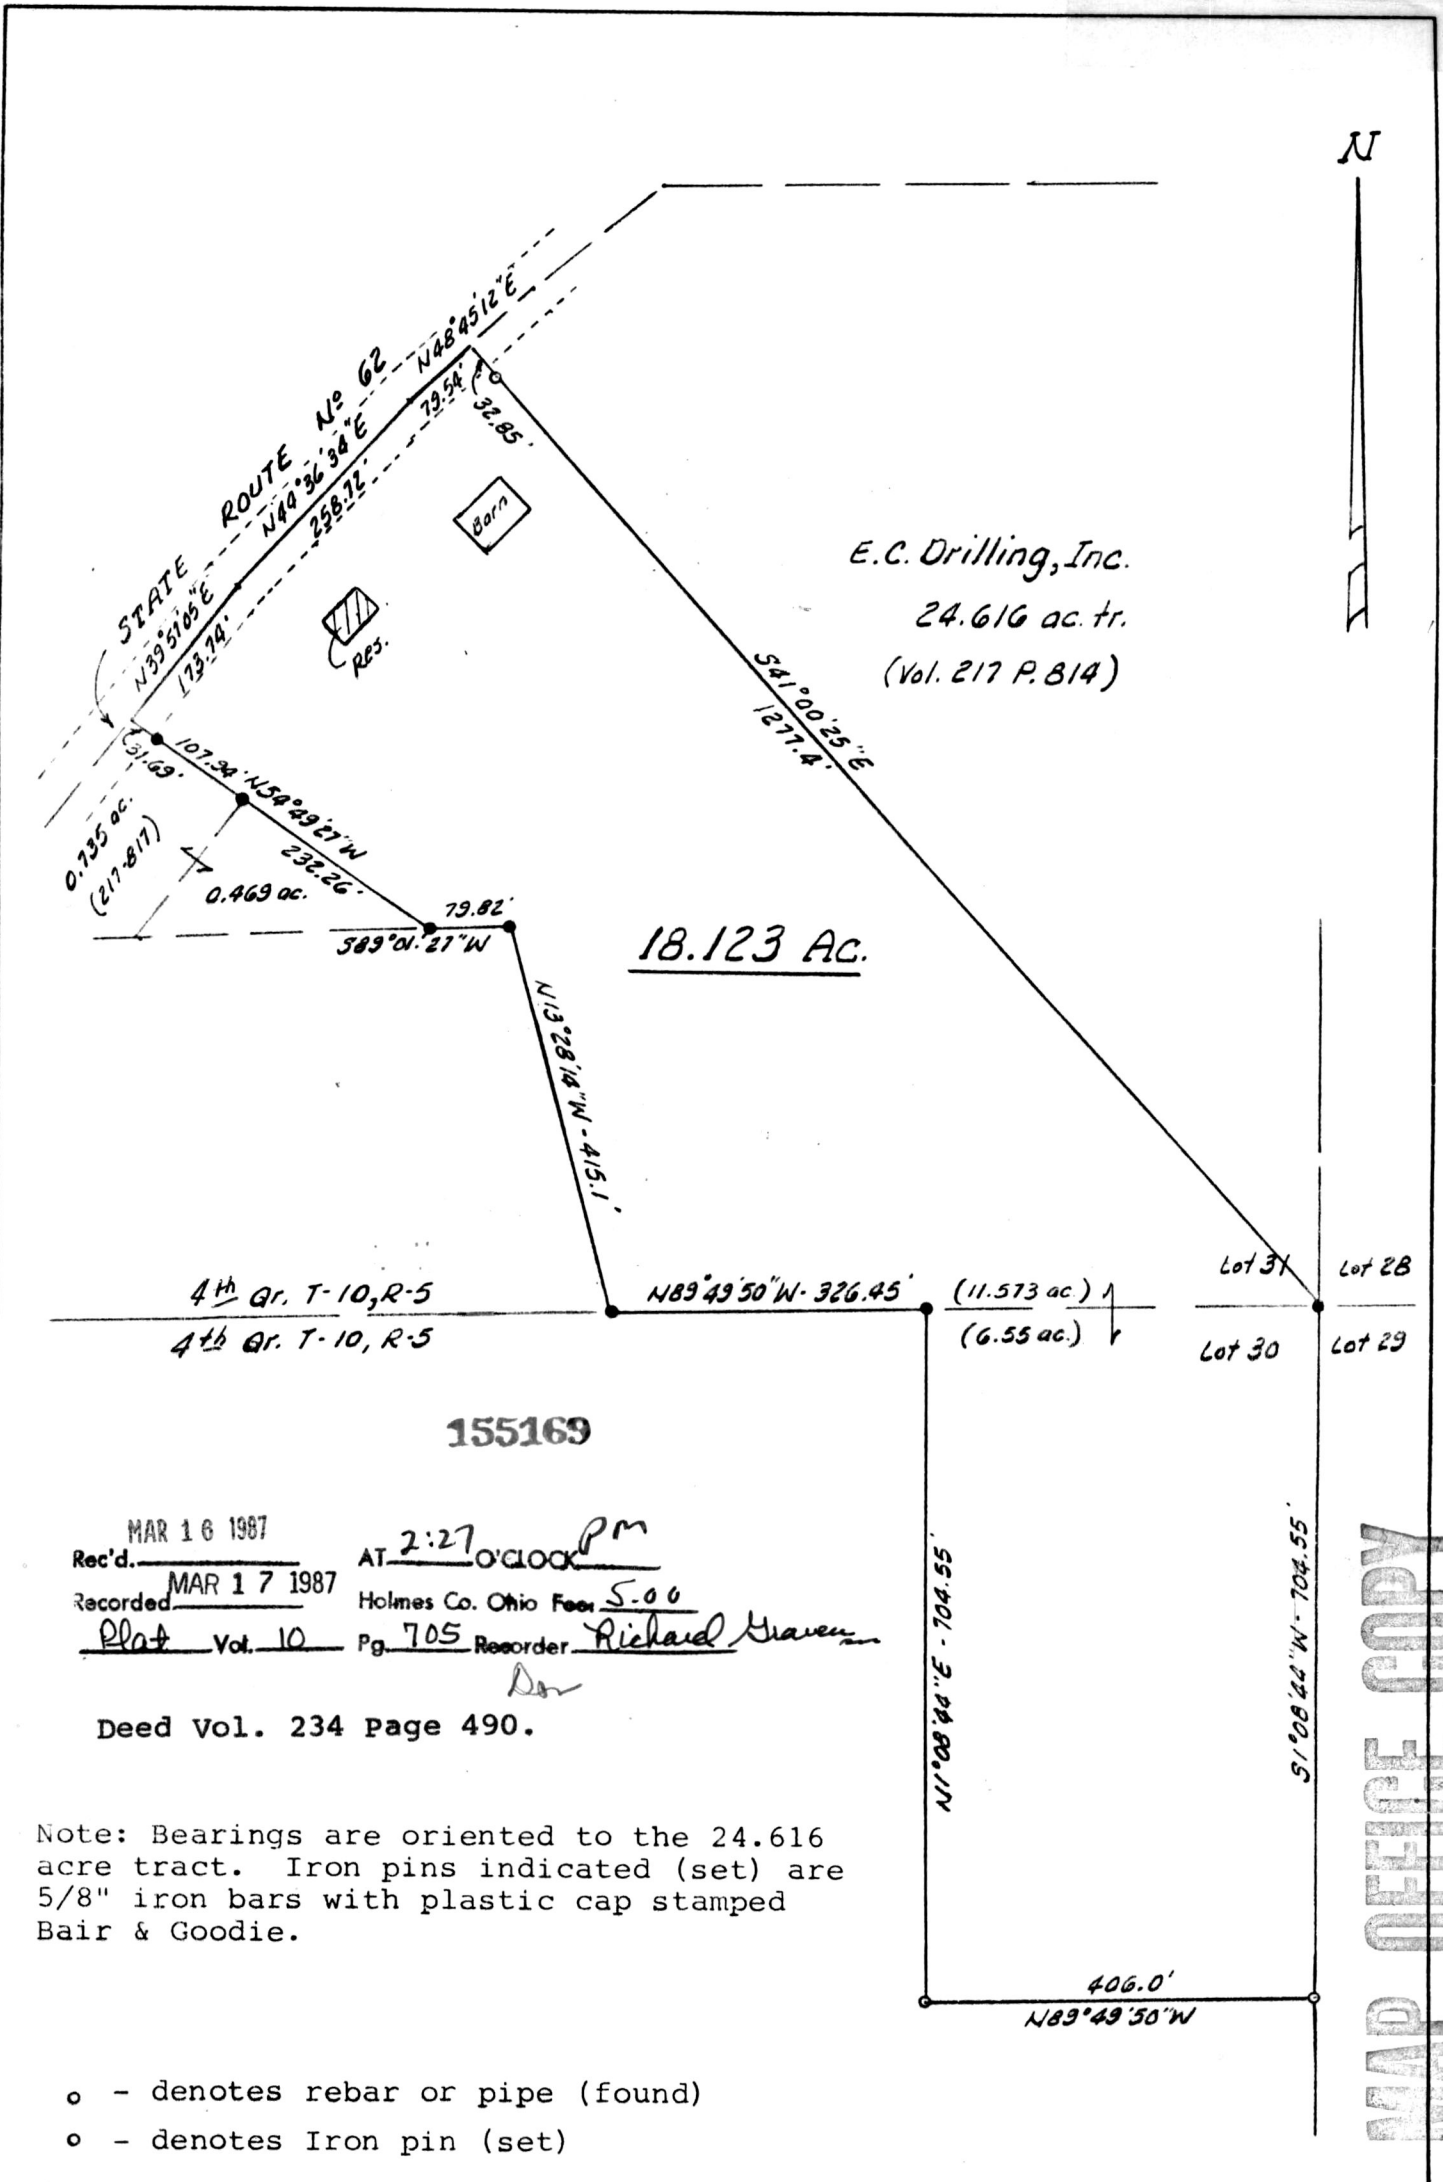 N
STATE ROUTE Nº 62
N48°45'12"E
79.54'
32.85'
N44°36'34"E
258.72'
N39°51'05"E
173.74'
Barn
Res.
E.C. Drilling, Inc.
24.616 ac. tr.
(Vol. 217 P. 814)
S41°00'25"E
1277.4'
31.69'
107.94'
N54°49'27"W
232.26'
0.735 ac.
(217-817)
0.469 ac.
79.82'
S89°01'27"W
18.123 Ac.
N13°28'14"W - 415.1'
4th Qr. T-10, R-5
4th Qr. T-10, R-5
N89°49'50"W - 326.45'
(11.573 ac.)
(6.55 ac.)
Lot 31
Lot 28
Lot 30
Lot 29
155169
Rec'd. MAR 16 1987 AT 2:27 O'CLOCK PM
Recorded MAR 17 1987 Holmes Co. Ohio Fee 5.00
Plat Vol. 10 Pg. 705 Recorder Richard Graven
Deed Vol. 234 Page 490.
N1°08'44"E - 704.55'
S1°08'44"W - 704.55'
406.0'
N89°49'50"W
Note: Bearings are oriented to the 24.616
acre tract. Iron pins indicated (set) are
5/8" iron bars with plastic cap stamped
Bair & Goodie.
- denotes rebar or pipe (found)
- denotes Iron pin (set)
MAP OFFICE COPY